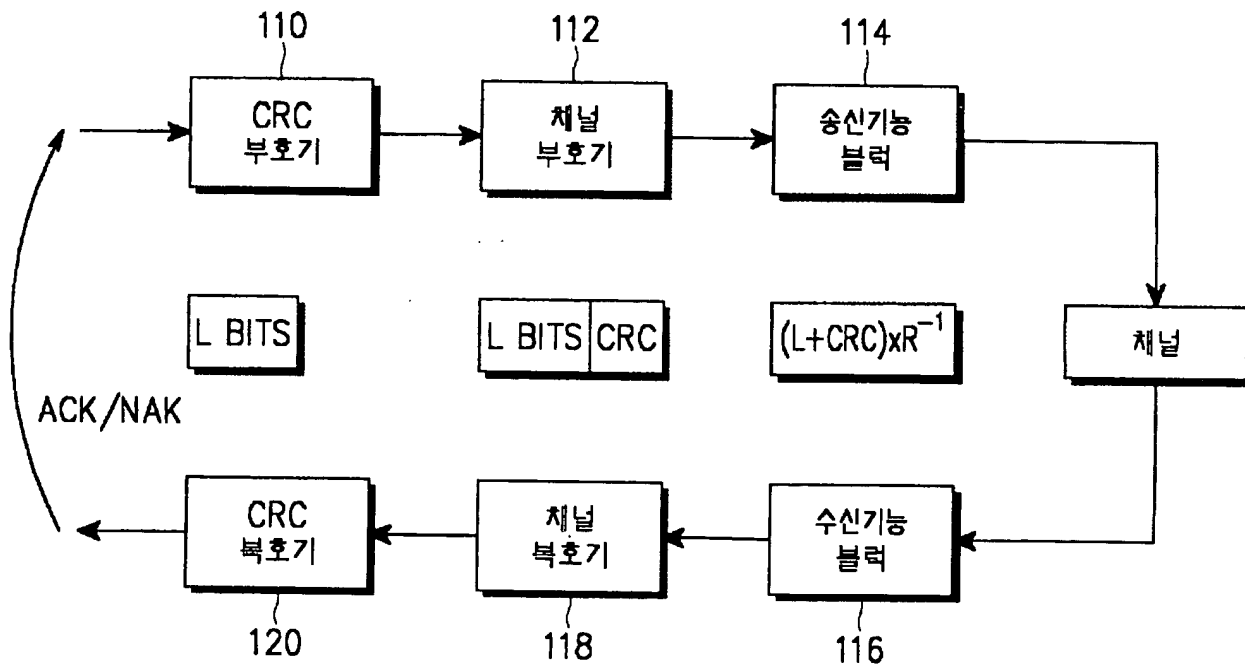 110
112
114
CRC
부호기
채널
부호기
송신기능
블럭
L BITS
L BITS CRC
(L+CRC)xR⁻¹
채널
ACK/NAK
CRC
복호기
채널
복호기
수신기능
블럭
120
118
116